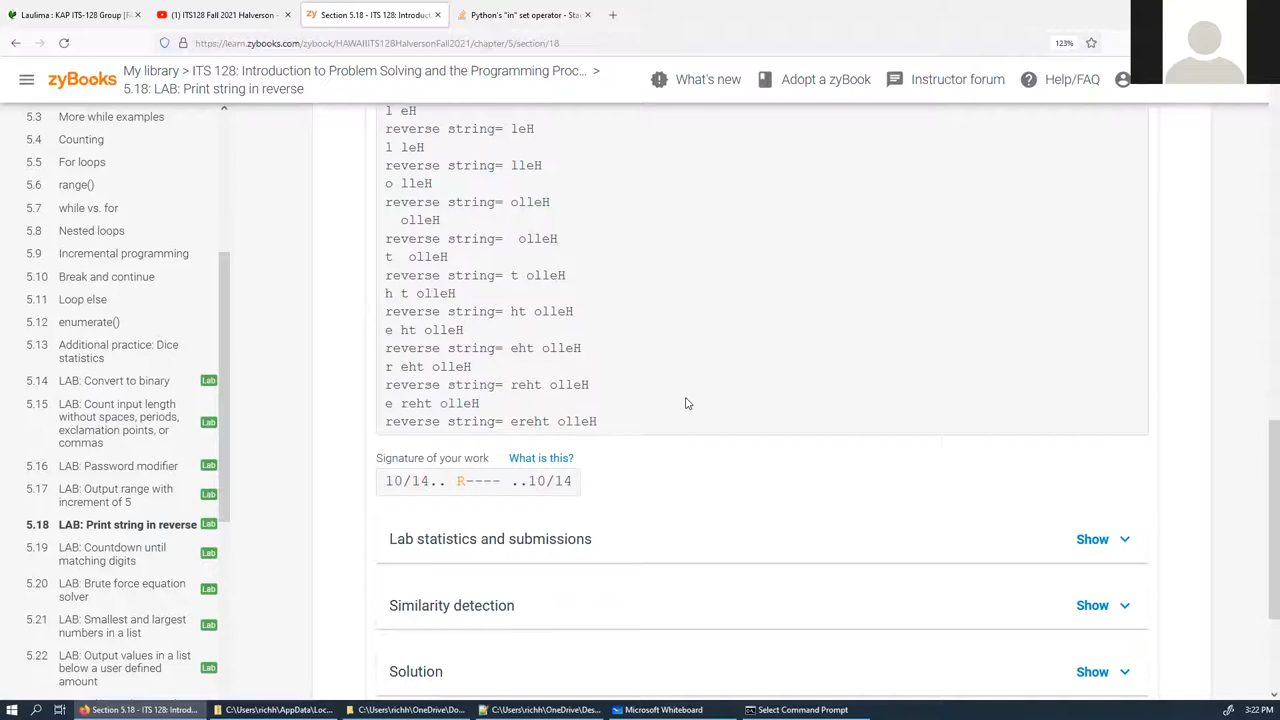 Laulima : KAP ITS-128 Group [F
(1) ITS128 Fall 2021 Halverson -
zy Section 5.18 - ITS 128: Introduct
Python's "in" set operator - Sta
https://learn.zybooks.com/zybook/HAWAIIITS128HalversonFall2021/chapter/5/section/18
123%
zyBooks
My library > ITS 128: Introduction to Problem Solving and the Programming Proc... >
5.18: LAB: Print string in reverse
What's new
Adopt a zyBook
Instructor forum
Help/FAQ
5.3 More while examples
5.4 Counting
5.5 For loops
5.6 range()
5.7 while vs. for
5.8 Nested loops
5.9 Incremental programming
5.10 Break and continue
5.11 Loop else
5.12 enumerate()
5.13 Additional practice: Dice
statistics
5.14 LAB: Convert to binary Lab
5.15 LAB: Count input length
without spaces, periods,
exclamation points, or Lab
commas
5.16 LAB: Password modifier Lab
5.17 LAB: Output range with
increment of 5 Lab
5.18 LAB: Print string in reverse Lab
5.19 LAB: Countdown until
matching digits Lab
5.20 LAB: Brute force equation
solver Lab
5.21 LAB: Smallest and largest
numbers in a list Lab
5.22 LAB: Output values in a list
below a user defined Lab
amount
l eH
reverse string= leH
l leH
reverse string= lleH
o lleH
reverse string= olleH
  olleH
reverse string=  olleH
t  olleH
reverse string= t olleH
h t olleH
reverse string= ht olleH
e ht olleH
reverse string= eht olleH
r eht olleH
reverse string= reht olleH
e reht olleH
reverse string= ereht olleH
Signature of your work What is this?
10/14.. R---- ..10/14
Lab statistics and submissions Show
Similarity detection Show
Solution Show
Section 5.18 - ITS 128: Introd...
C:\Users\richh\AppData\Loc...
C:\Users\richh\OneDrive\Do...
C:\Users\richh\OneDrive\Des...
Microsoft Whiteboard
Select Command Prompt
3:22 PM